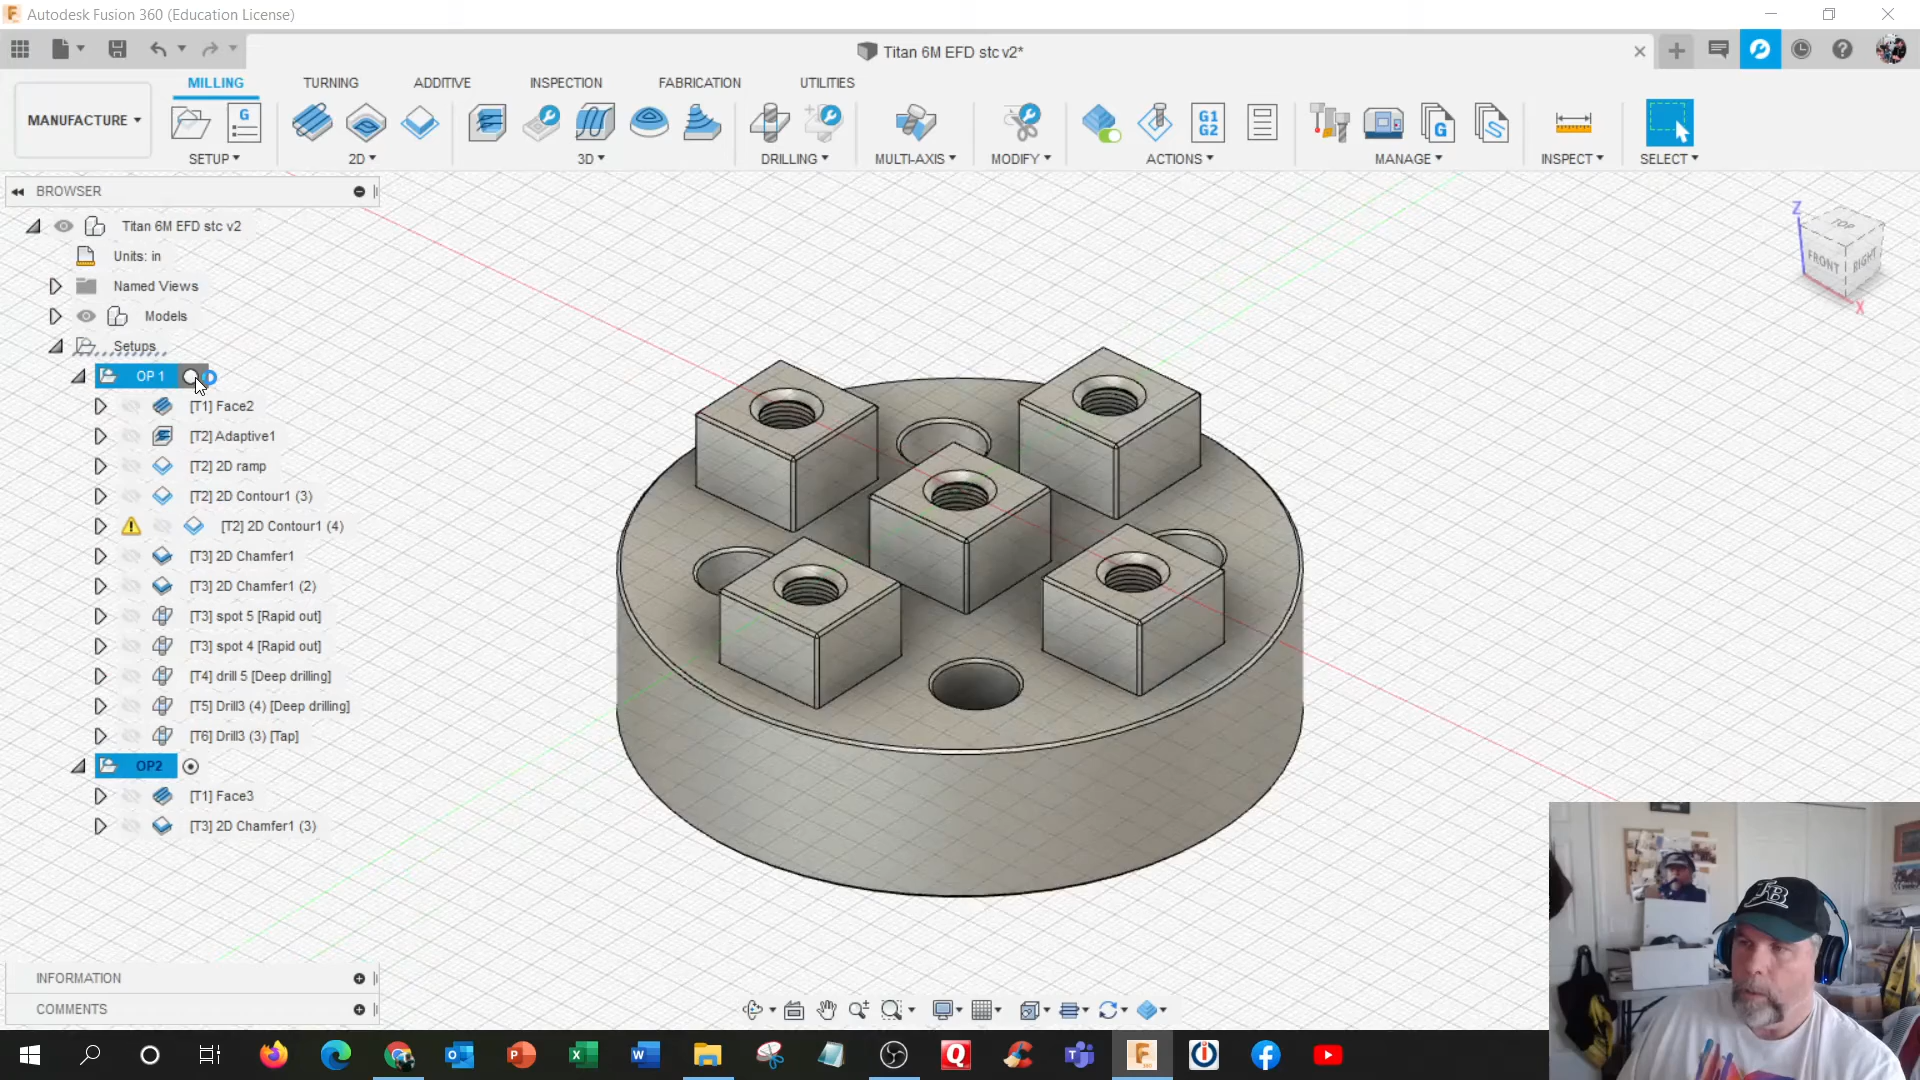 Autodesk Fusion 360 (Education License)
Titan 6M EFD stc v2*
MILLING
TURNING
ADDITIVE
INSPECTION
FABRICATION
UTILITIES
MANUFACTURE
G
G1
G2
G
SETUP
2D
3D
DRILLING
MULTI-AXIS
MODIFY
ACTIONS
MANAGE
INSPECT
SELECT
BROWSER
Titan 6M EFD stc v2
Units: in
Named Views
Models
Setups
OP 1
[T1] Face2
[T2] Adaptive1
[T2] 2D ramp
[T2] 2D Contour1 (3)
[T2] 2D Contour1 (4)
[T3] 2D Chamfer1
[T3] 2D Chamfer1 (2)
[T3] spot 5 [Rapid out]
[T3] spot 4 [Rapid out]
[T4] drill 5 [Deep drilling]
[T5] Drill3 (4) [Deep drilling]
[T6] Drill3 (3) [Tap]
OP2
[T1] Face3
[T3] 2D Chamfer1 (3)
Z
TOP
FRONT
RIGHT
X
INFORMATION
COMMENTS